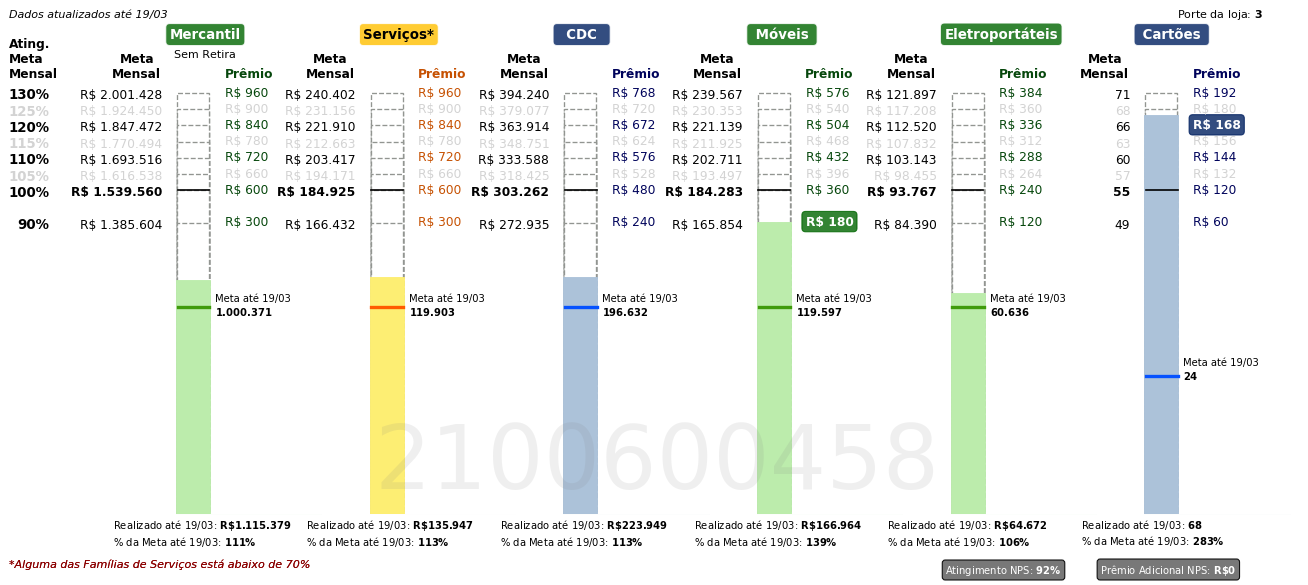 Dados atualizados até 19/03 Porte da loja: 3
Mercantil Serviços* CDC Móveis Eletroportáteis Cartões
Sem Retira
Ating. Meta Mensal Meta Mensal Prêmio Meta Mensal Prêmio Meta Mensal Prêmio Meta Mensal Prêmio Meta Mensal Prêmio Meta Mensal Prêmio
130% R$ 2.001.428 R$ 960 R$ 240.402 R$ 960 R$ 394.240 R$ 768 R$ 239.567 R$ 576 R$ 121.897 R$ 384 71 R$ 192
125% R$ 1.924.450 R$ 900 R$ 231.156 R$ 900 R$ 379.077 R$ 720 R$ 230.353 R$ 540 R$ 117.208 R$ 360 68 R$ 180
120% R$ 1.847.472 R$ 840 R$ 221.910 R$ 840 R$ 363.914 R$ 672 R$ 221.139 R$ 504 R$ 112.520 R$ 336 66 R$ 168
115% R$ 1.770.494 R$ 780 R$ 212.663 R$ 780 R$ 348.751 R$ 624 R$ 211.925 R$ 468 R$ 107.832 R$ 312 63 R$ 156
110% R$ 1.693.516 R$ 720 R$ 203.417 R$ 720 R$ 333.588 R$ 576 R$ 202.711 R$ 432 R$ 103.143 R$ 288 60 R$ 144
105% R$ 1.616.538 R$ 660 R$ 194.171 R$ 660 R$ 318.425 R$ 528 R$ 193.497 R$ 396 R$ 98.455 R$ 264 57 R$ 132
100% R$ 1.539.560 R$ 600 R$ 184.925 R$ 600 R$ 303.262 R$ 480 R$ 184.283 R$ 360 R$ 93.767 R$ 240 55 R$ 120
90% R$ 1.385.604 R$ 300 R$ 166.432 R$ 300 R$ 272.935 R$ 240 R$ 165.854 R$ 180 R$ 84.390 R$ 120 49 R$ 60
Meta até 19/03 Meta até 19/03 Meta até 19/03 Meta até 19/03 Meta até 19/03
1.000.371 119.903 196.632 119.597 60.636
Meta até 19/03
24
2100600458
Realizado até 19/03: R$1.115.379 Realizado até 19/03: R$135.947 Realizado até 19/03: R$223.949 Realizado até 19/03: R$166.964 Realizado até 19/03: R$64.672 Realizado até 19/03: 68
% da Meta até 19/03: 111% % da Meta até 19/03: 113% % da Meta até 19/03: 113% % da Meta até 19/03: 139% % da Meta até 19/03: 106% % da Meta até 19/03: 283%
*Alguma das Famílias de Serviços está abaixo de 70% Atingimento NPS: 92% Prêmio Adicional NPS: R$0